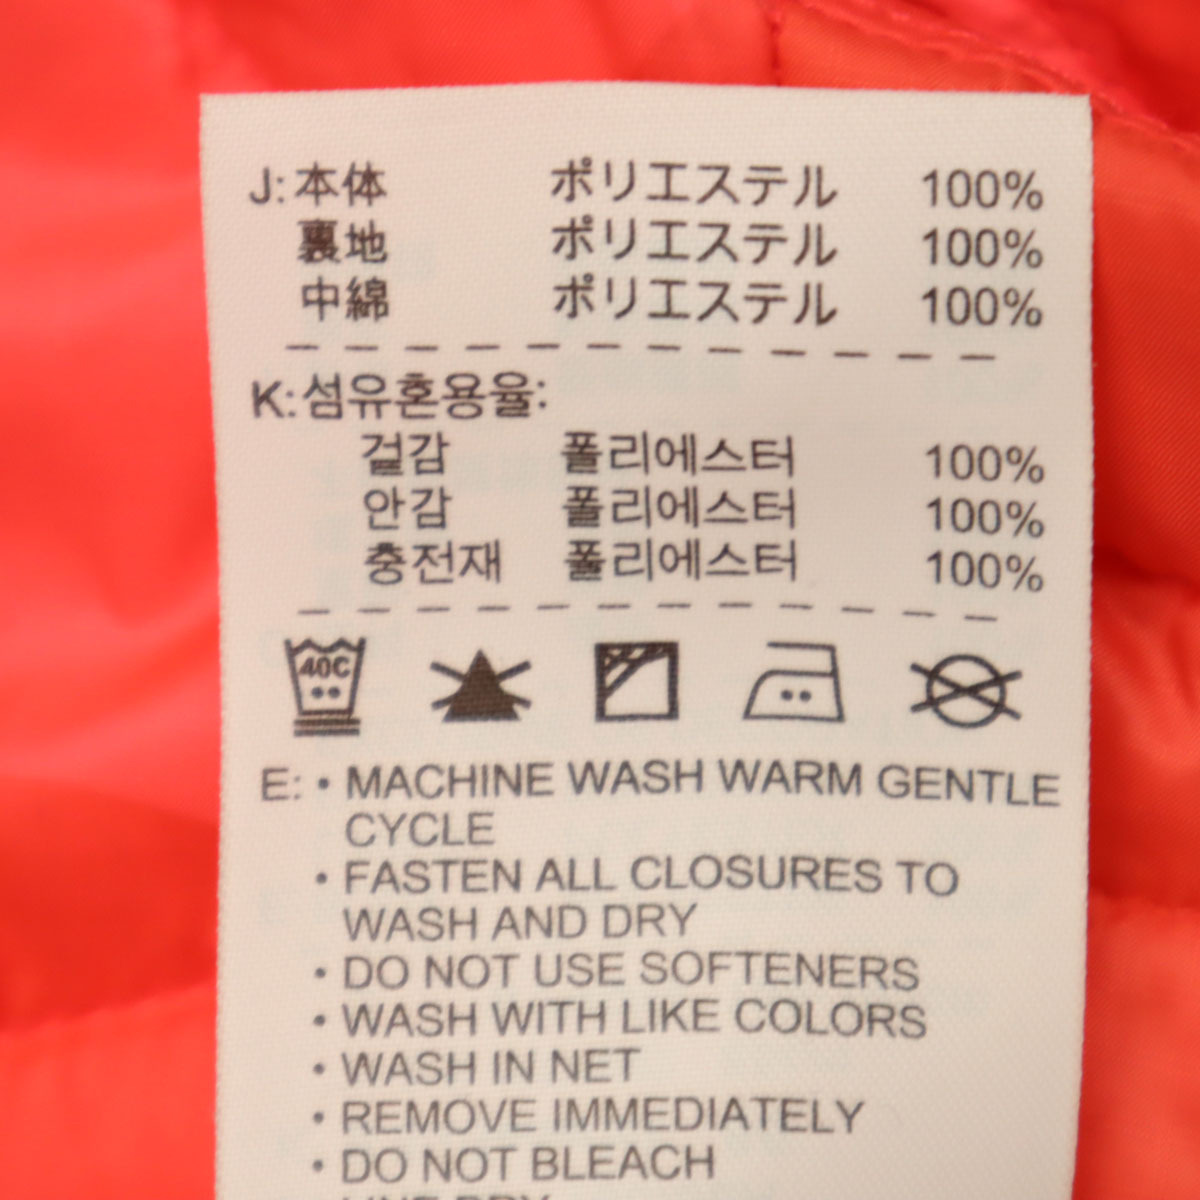 J: 本体 ポリエステル 100%
裏地 ポリエステル 100%
中綿 ポリエステル 100%
K: 섬유혼용율:
겉감 폴리에스터 100%
안감 폴리에스터 100%
충전재 폴리에스터 100%
40C
E: • MACHINE WASH WARM GENTLE
CYCLE
• FASTEN ALL CLOSURES TO
WASH AND DRY
• DO NOT USE SOFTENERS
• WASH WITH LIKE COLORS
• WASH IN NET
• REMOVE IMMEDIATELY
• DO NOT BLEACH